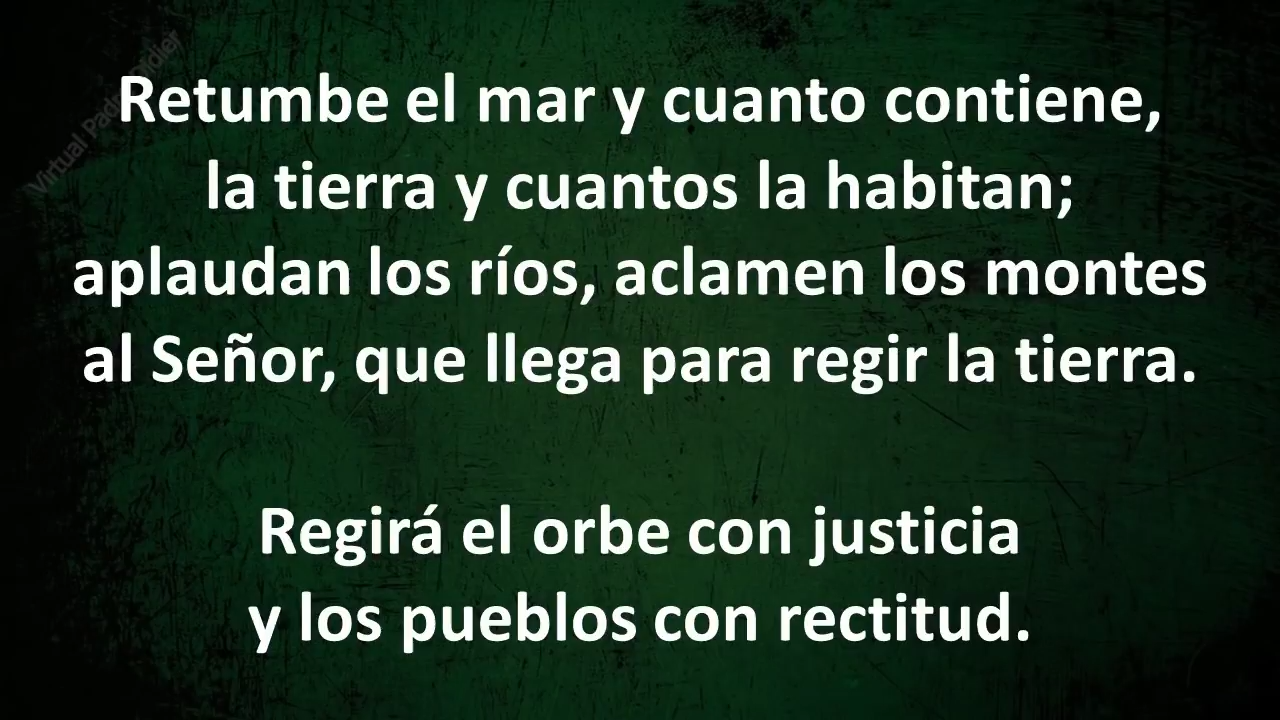 Retumbe el mar y cuanto contiene,
la tierra y cuantos la habitan;
aplaudan los ríos, aclamen los montes
al Señor, que llega para regir la tierra.
Regirá el orbe con justicia
y los pueblos con rectitud.
Virtual